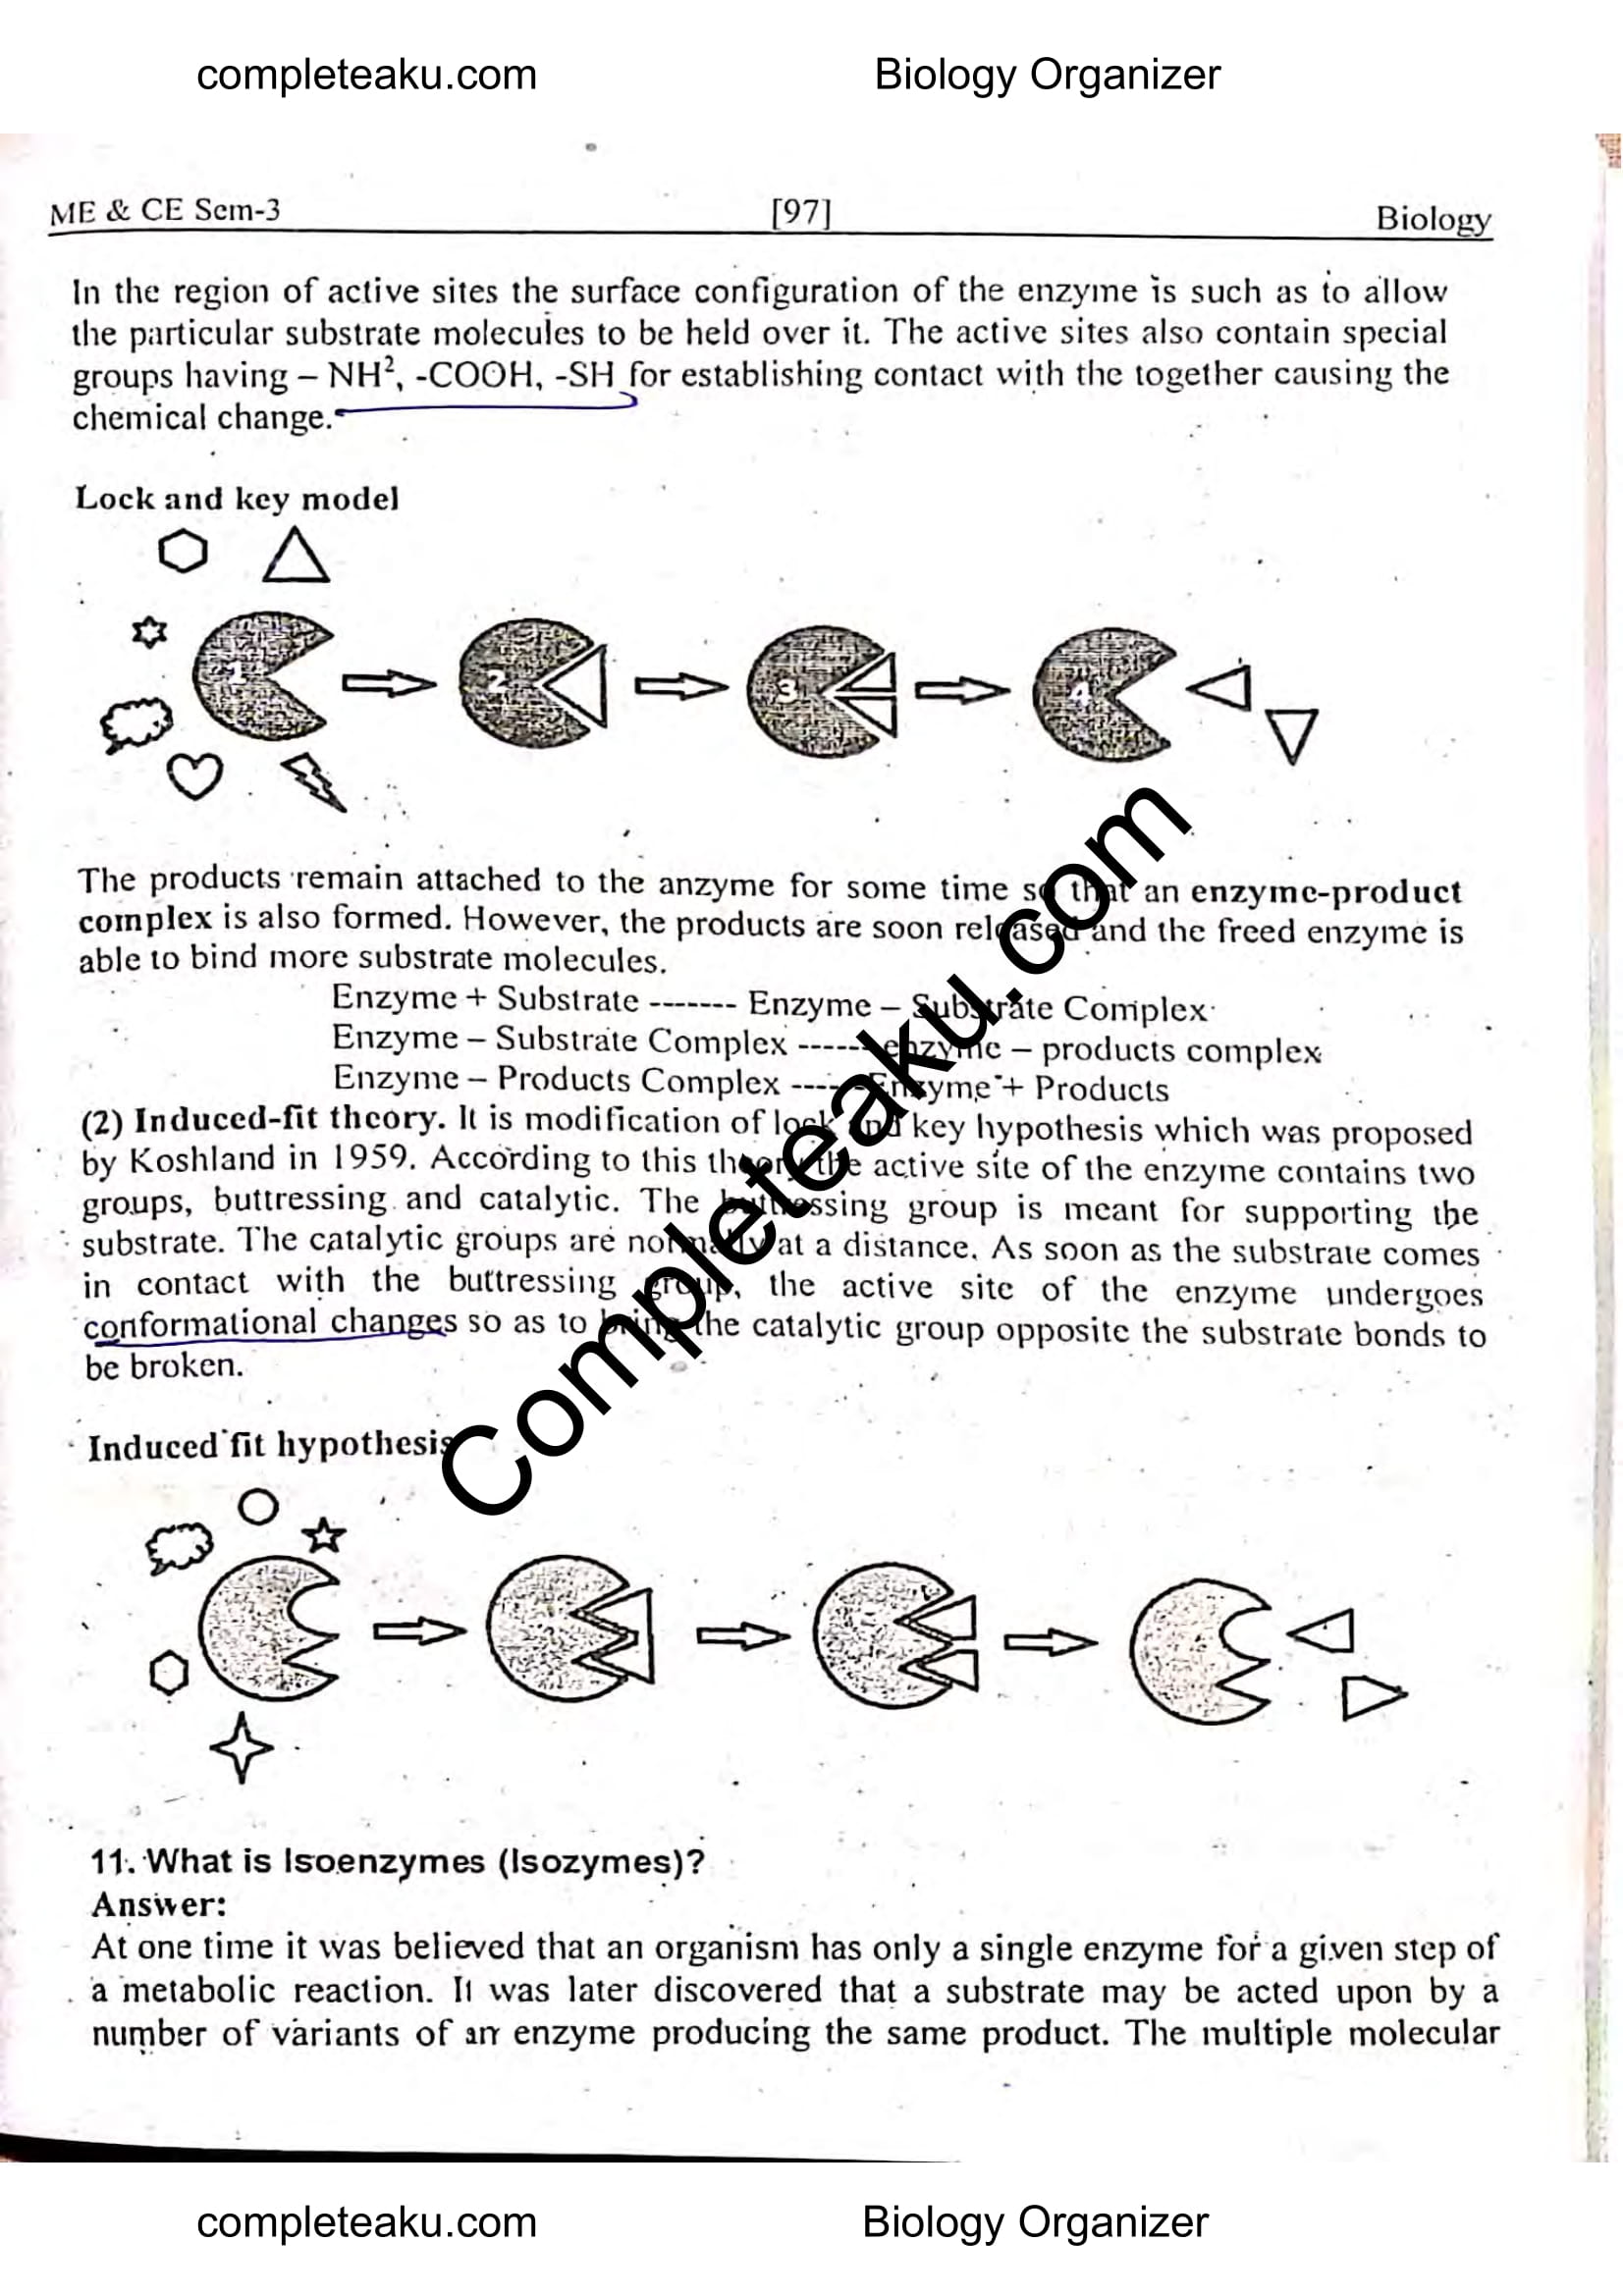 completeaku.com Biology Organizer
ME & CE Sem-3 [97] Biology
In the region of active sites the surface configuration of the enzyme is such as to allow
the particular substrate molecules to be held over it. The active sites also contain special
groups having – NH², -COOH, -SH for establishing contact with the together causing the
chemical change.
Lock and key model
1 2 3 4
The products remain attached to the anzyme for some time so that an enzyme-product
complex is also formed. However, the products are soon released and the freed enzyme is
able to bind more substrate molecules.
Enzyme + Substrate ------- Enzyme – Substrate Complex
Enzyme – Substrate Complex ------ enzyme – products complex
Enzyme – Products Complex ------ Enzyme + Products
(2) Induced-fit theory. It is modification of lock and key hypothesis which was proposed
by Koshland in 1959. According to this theory the active site of the enzyme contains two
groups, buttressing and catalytic. The buttressing group is meant for supporting the
substrate. The catalytic groups are normally at a distance. As soon as the substrate comes
in contact with the buttressing group, the active site of the enzyme undergoes
conformational changes so as to bring the catalytic group opposite the substrate bonds to
be broken.
Completeaku.com
Induced fit hypothesis
11. What is Isoenzymes (Isozymes)?
Answer:
At one time it was believed that an organism has only a single enzyme for a given step of
a metabolic reaction. It was later discovered that a substrate may be acted upon by a
number of variants of an enzyme producing the same product. The multiple molecular
completeaku.com Biology Organizer